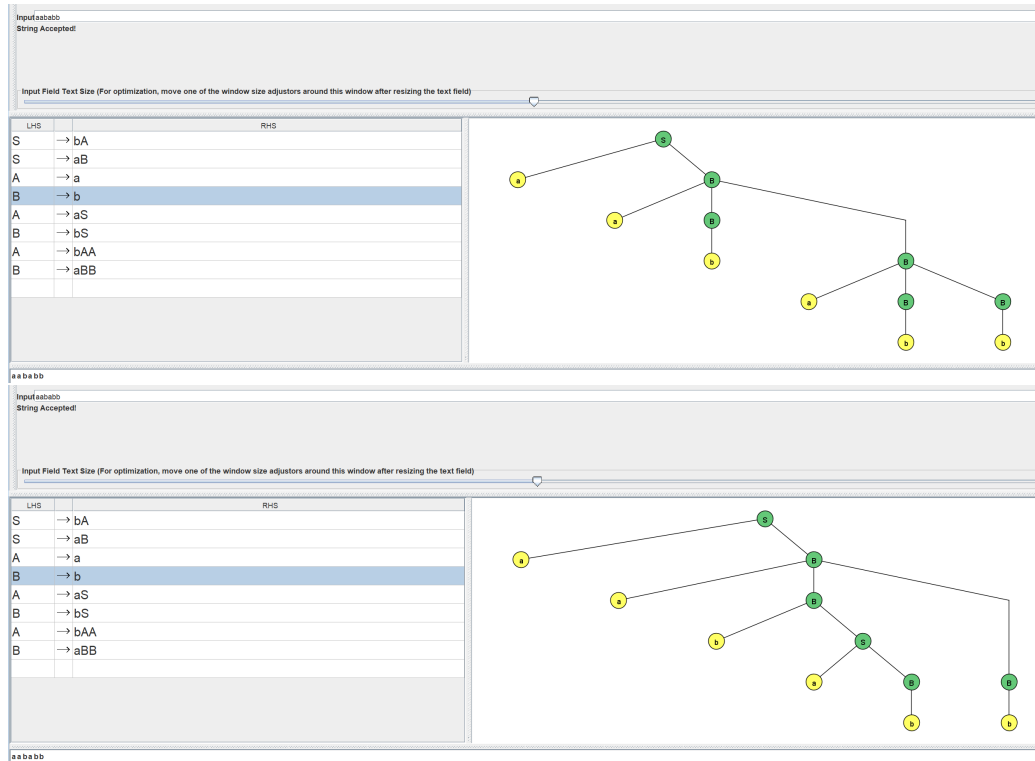 Input aababb
String Accepted!
Input Field Text Size (For optimization, move one of the window size adjustors around this window after resizing the text field)
LHS RHS
S → bA
S → aB
A → a
B → b
A → aS
B → bS
A → bAA
B → aBB
S
a B
a B
b B
a B B
b b
aababb
Input aababb
String Accepted!
Input Field Text Size (For optimization, move one of the window size adjustors around this window after resizing the text field)
LHS RHS
S → bA
S → aB
A → a
B → b
A → aS
B → bS
A → bAA
B → aBB
S
a B
a B
b S
a B B
b b
aababb